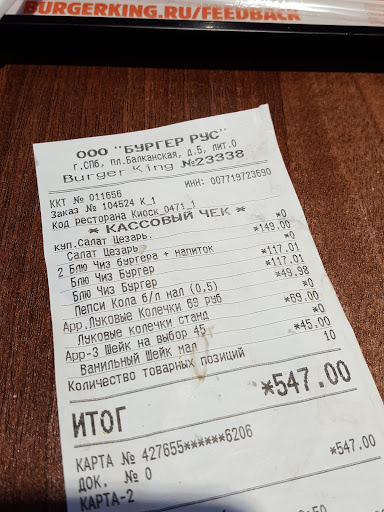 BURGERKING.RU/FEEDBACK
ООО "БУРГЕР РУС"
г.СПб, пл.Балканская, д.5, лит.О
Burger King №23338
ККТ № 011656 ИНН: 007719723690
Заказ № 104524 K_1
Код ресторана Киоск_0471_1
* КАССОВЫЙ ЧЕК *
куп.Салат Цезарь. *0
Салат Цезарь *149.00
2 Блю Чиз бургера + напиток *0
Блю Чиз Бургер *117.01
Блю Чиз Бургер *117.01
Пепси Кола б/л мал (0,5) *49.98
App.Луковые Колечки 69 руб *0
Луковые колечки станд *69.00
App-3 Шейк на выбор 45 *0
Ванильный Шейк мал *45.00
Количество товарных позиций 10
ИТОГ *547.00
КАРТА № 427655******6206 *547.00
ДОК. № 0
КАРТА-2